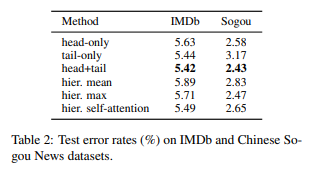 Method IMDb Sogou
head-only 5.63 2.58
tail-only 5.44 3.17
head+tail 5.42 2.43
hier. mean 5.89 2.83
hier. max 5.71 2.47
hier. self-attention 5.49 2.65
Table 2: Test error rates (%) on IMDb and Chinese So-
gou News datasets.